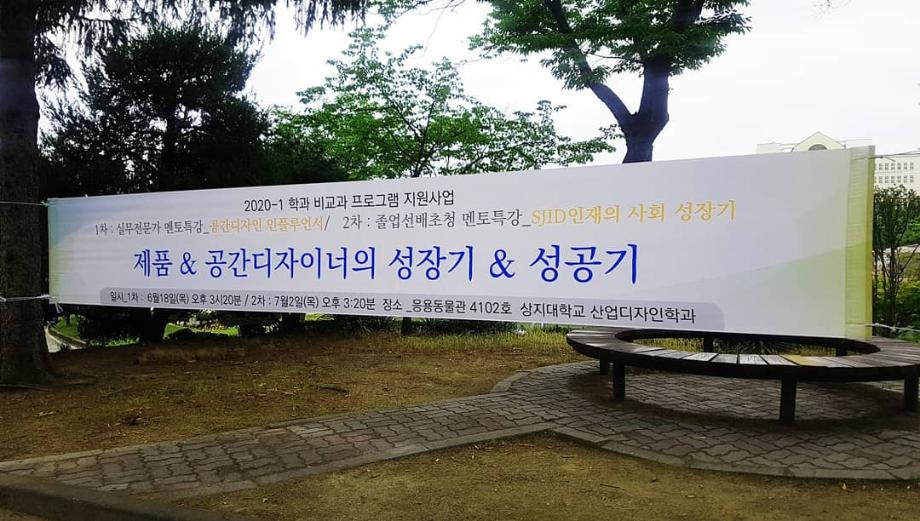 2020-1 학과 비교과 프로그램 지원사업
1차 : 실무전문가 멘토특강_공간디자인 인플루언서/ 2차 : 졸업선배초청 멘토특강_SJID인재의 사회 성장기
제품 & 공간디자이너의 성장기 & 성공기
일시_1차 : 6월18일(목) 오후 3시20분 / 2차 : 7월2일(목) 오후 3:20분 장소 _응용동물관 4102호 상지대학교 산업디자인학과